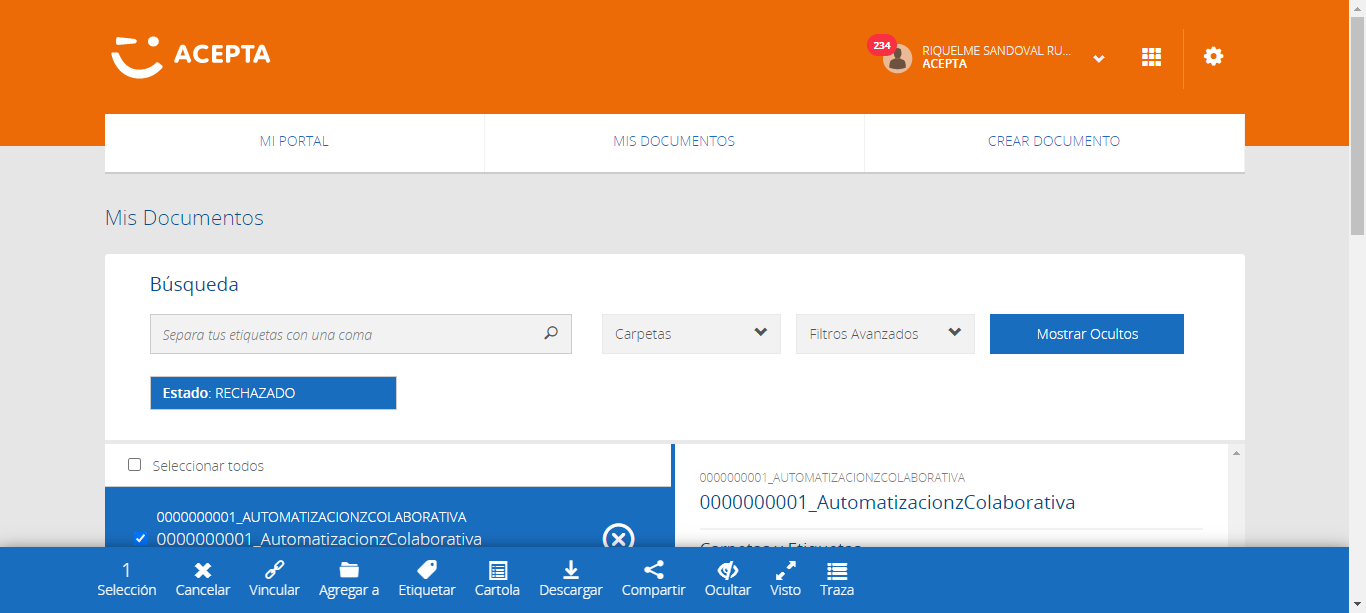 ACEPTA
234
RIQUELME SANDOVAL RU...
ACEPTA
MI PORTAL
MIS DOCUMENTOS
CREAR DOCUMENTO
Mis Documentos
Búsqueda
Separa tus etiquetas con una coma
Carpetas
Filtros Avanzados
Mostrar Ocultos
Estado: RECHAZADO
Seleccionar todos
0000000001_AUTOMATIZACIONZCOLABORATIVA
0000000001_AutomatizacionzColaborativa
0000000001_AUTOMATIZACIONZCOLABORATIVA
0000000001_AutomatizacionzColaborativa
Carpetas y Etiquetas
1
Selección
Cancelar
Vincular
Agregar a
Etiquetar
Cartola
Descargar
Compartir
Ocultar
Visto
Traza